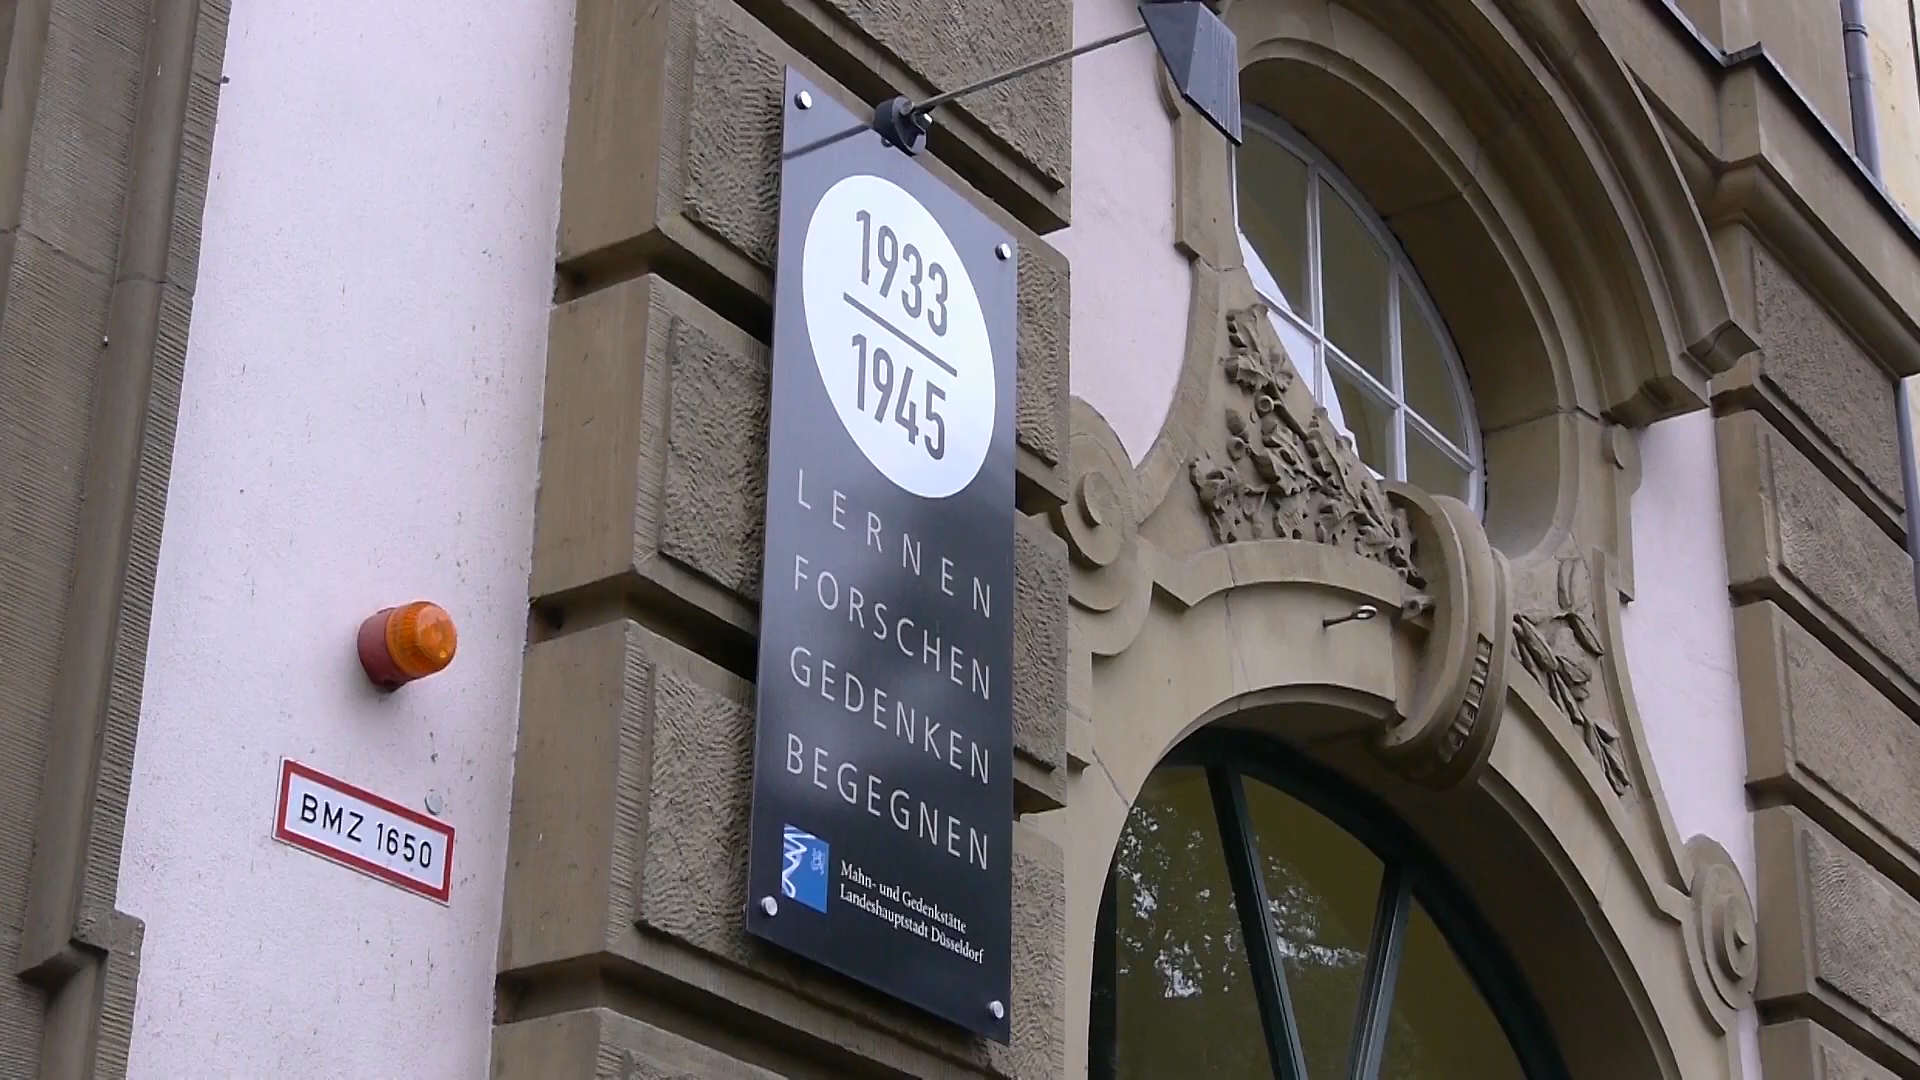 1933
1945
LERNEN
FORSCHEN
GEDENKEN
BEGEGNEN
Mahn- und Gedenkstätte
Landeshauptstadt Düsseldorf
BMZ 1650